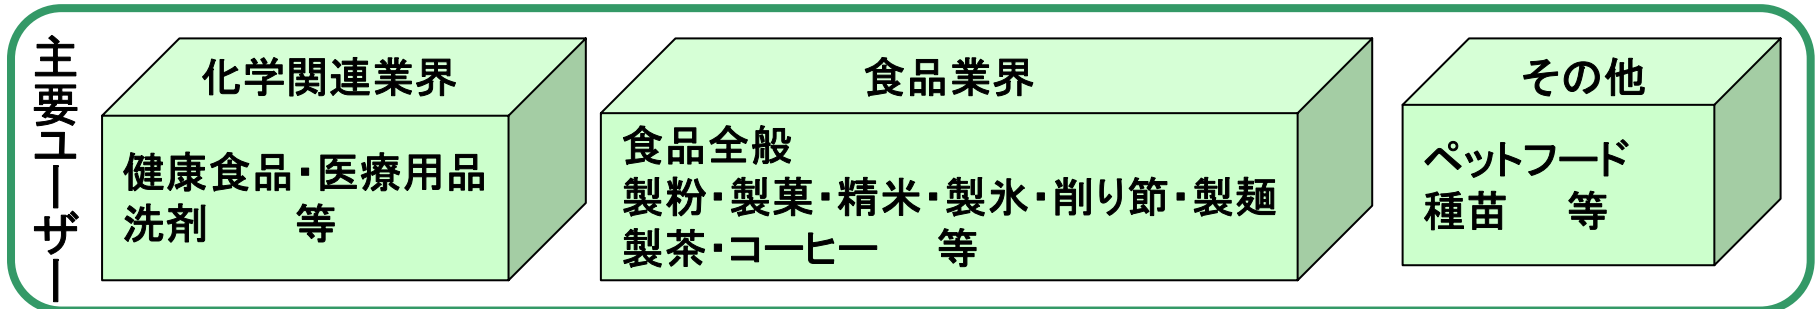 主要ユーザー
化学関連業界
健康食品・医療用品
洗剤　　等
食品業界
食品全般
製粉・製菓・精米・製氷・削り節・製麺
製茶・コーヒー　等
その他
ペットフード
種苗　等